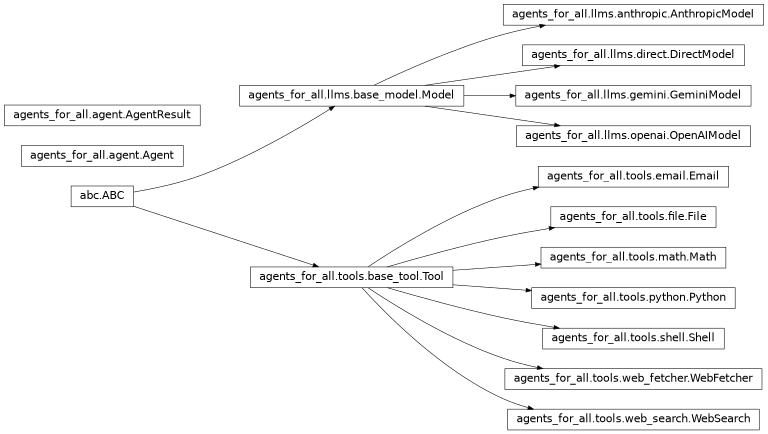 agents_for_all.llms.anthropic.AnthropicModel
agents_for_all.llms.direct.DirectModel
agents_for_all.llms.base_model.Model
agents_for_all.llms.gemini.GeminiModel
agents_for_all.agent.AgentResult
agents_for_all.llms.openai.OpenAIModel
agents_for_all.agent.Agent
agents_for_all.tools.email.Email
abc.ABC
agents_for_all.tools.file.File
agents_for_all.tools.math.Math
agents_for_all.tools.base_tool.Tool
agents_for_all.tools.python.Python
agents_for_all.tools.shell.Shell
agents_for_all.tools.web_fetcher.WebFetcher
agents_for_all.tools.web_search.WebSearch